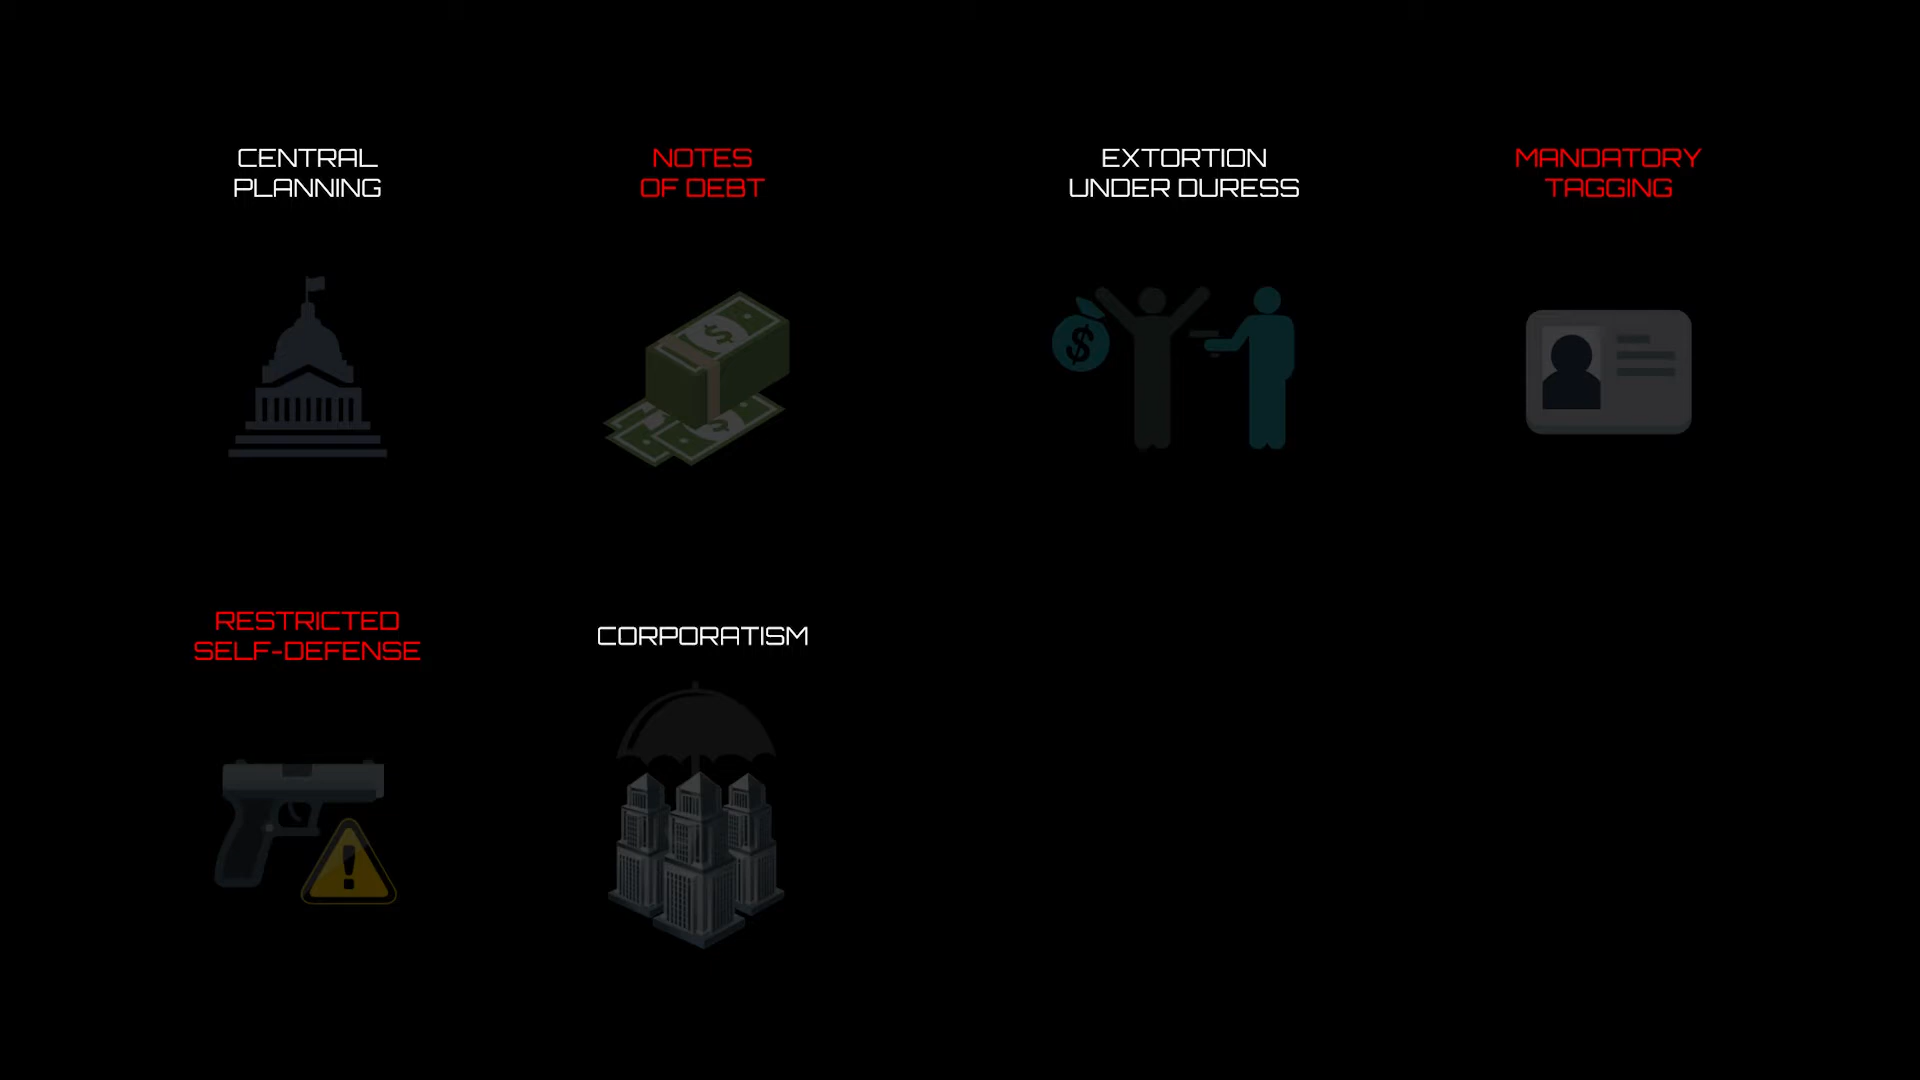 CENTRAL
PLANNING
NOTES
OF DEBT
EXTORTION
UNDER DURESS
MANDATORY
TAGGING
RESTRICTED
SELF-DEFENSE
CORPORATISM